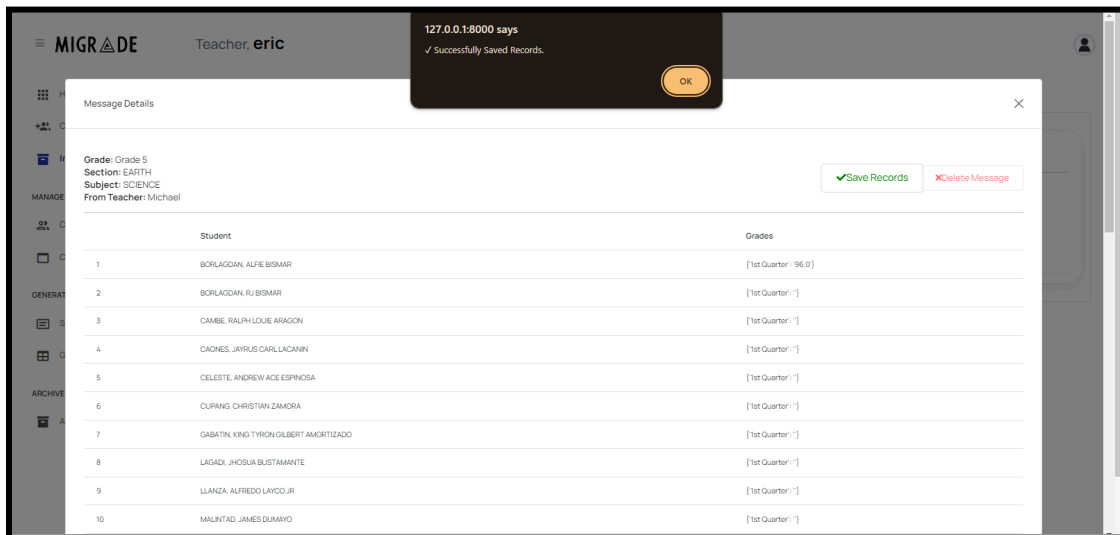 127.0.0.1:8000 says
✓ Successfully Saved Records.
OK
≡ MIGRADE
Teacher, eric
Message Details
Grade: Grade 5
Section: EARTH
Subject: SCIENCE
From Teacher: Michael
Save Records
Delete Message
MANAGE
GENERAT
ARCHIVE
Student Grades
1 BORLAGDAN, ALFIE BISMAR {'1st Quarter': '96.0'}
2 BORLAGDAN, RJ BISMAR {'1st Quarter': ''}
3 CAMBE, RALPH LOUIE ARAGON {'1st Quarter': ''}
4 CAONES, JAYRUS CARL LACANIN {'1st Quarter': ''}
5 CELESTE, ANDREW ACE ESPINOSA {'1st Quarter': ''}
6 CUPANG, CHRISTIAN ZAMORA {'1st Quarter': ''}
7 GABATIN, KING TYRON GILBERT AMORTIZADO {'1st Quarter': ''}
8 LAGADI, JHOSUA BUSTAMANTE {'1st Quarter': ''}
9 LLANZA, ALFREDO LAYCO JR {'1st Quarter': ''}
10 MALINTAD, JAMES DUMAYO {'1st Quarter': ''}